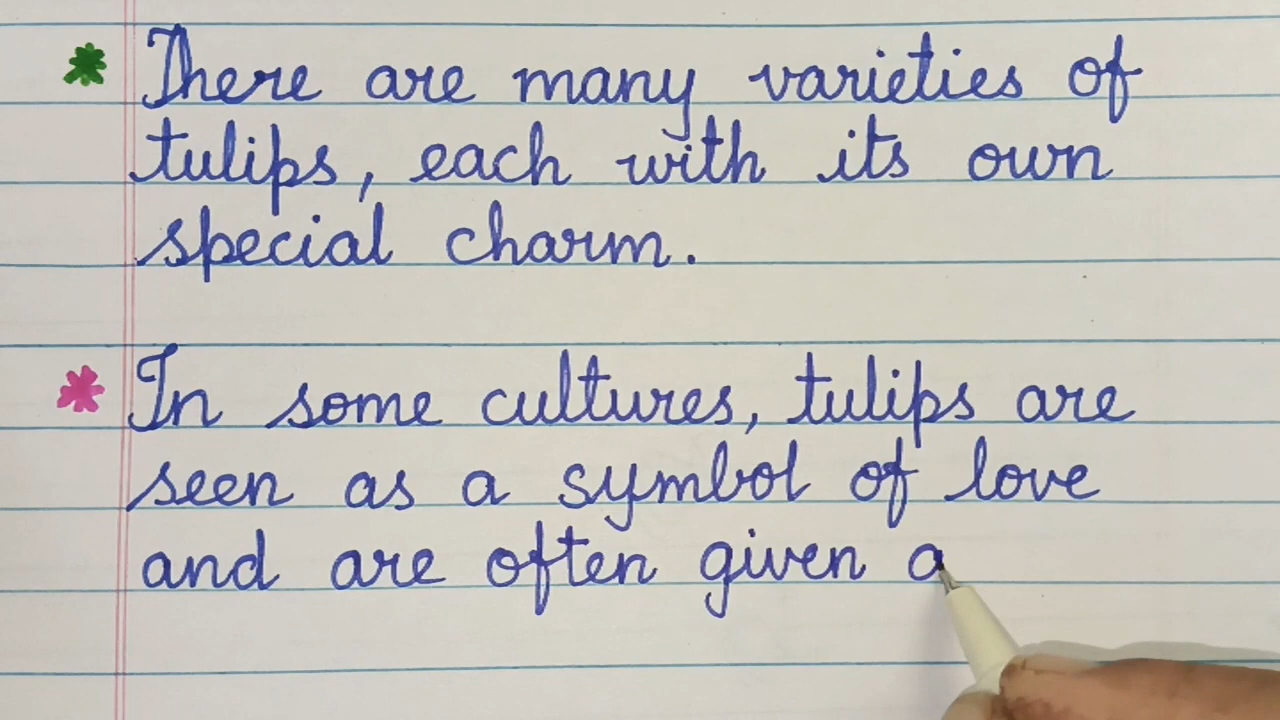 There are many varieties of
tulips, each with its own
special charm.
In some cultures, tulips are
seen as a symbol of love
and are often given a